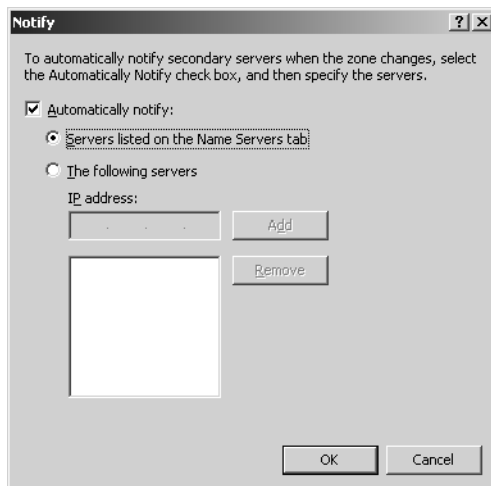 Notify
To automatically notify secondary servers when the zone changes, select
the Automatically Notify check box, and then specify the servers.
Automatically notify:
Servers listed on the Name Servers tab
The following servers
IP address:
Add
Remove
OK
Cancel